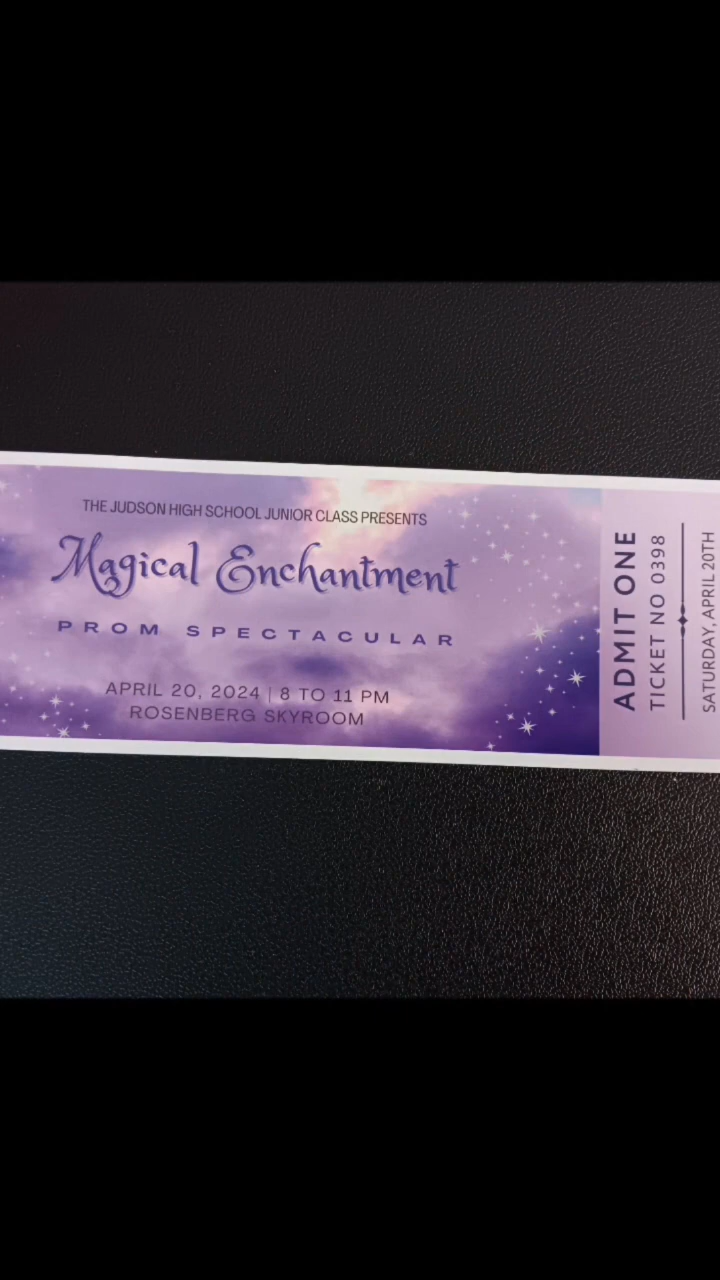 THE JUDSON HIGH SCHOOL JUNIOR CLASS PRESENTS
Magical Enchantment
PROM SPECTACULAR
APRIL 20, 2024 | 8 TO 11 PM
ROSENBERG SKYROOM
ADMIT ONE
TICKET NO 0398
SATURDAY, APRIL 20TH